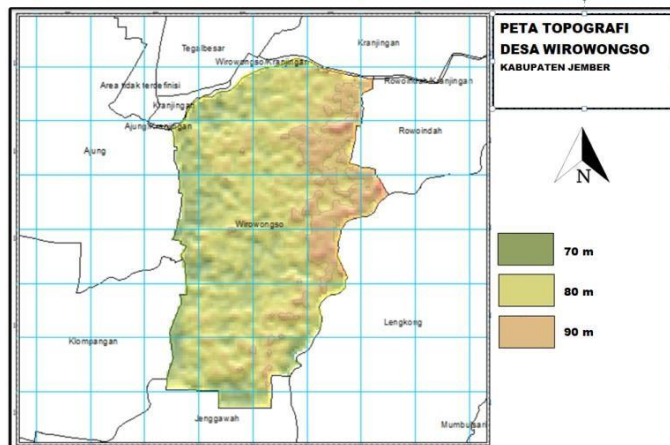 PETA TOPOGRAFI
DESA WIROWONGSO
KABUPATEN JEMBER
N
70 m
80 m
90 m
Tegalbesar
Kranjingan
Wirowongso/Kranjingan
Area tidak terdefinisi
Rowoindah/Kranjingan
Kranjingan
Ajung/Kranjingan
Rowoindah
Ajung
Wirowongso
Lengkong
Klompangan
Jenggawah
Mumbulsari